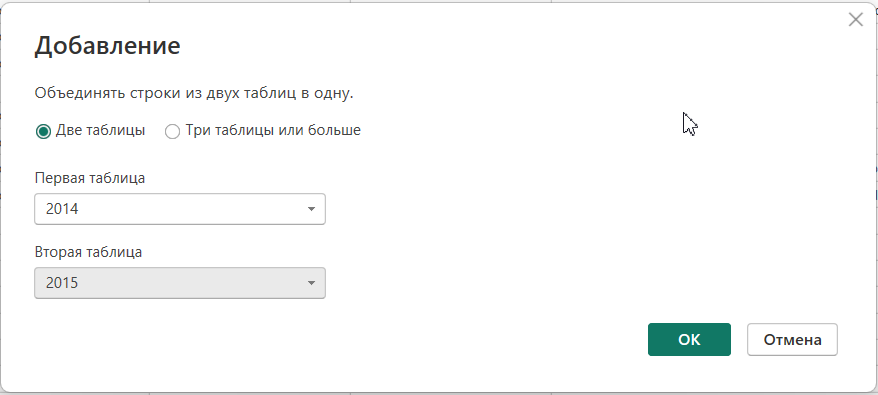 Добавление
Объединять строки из двух таблиц в одну.
Две таблицы Три таблицы или больше
Первая таблица
2014
Вторая таблица
2015
ОК Отмена